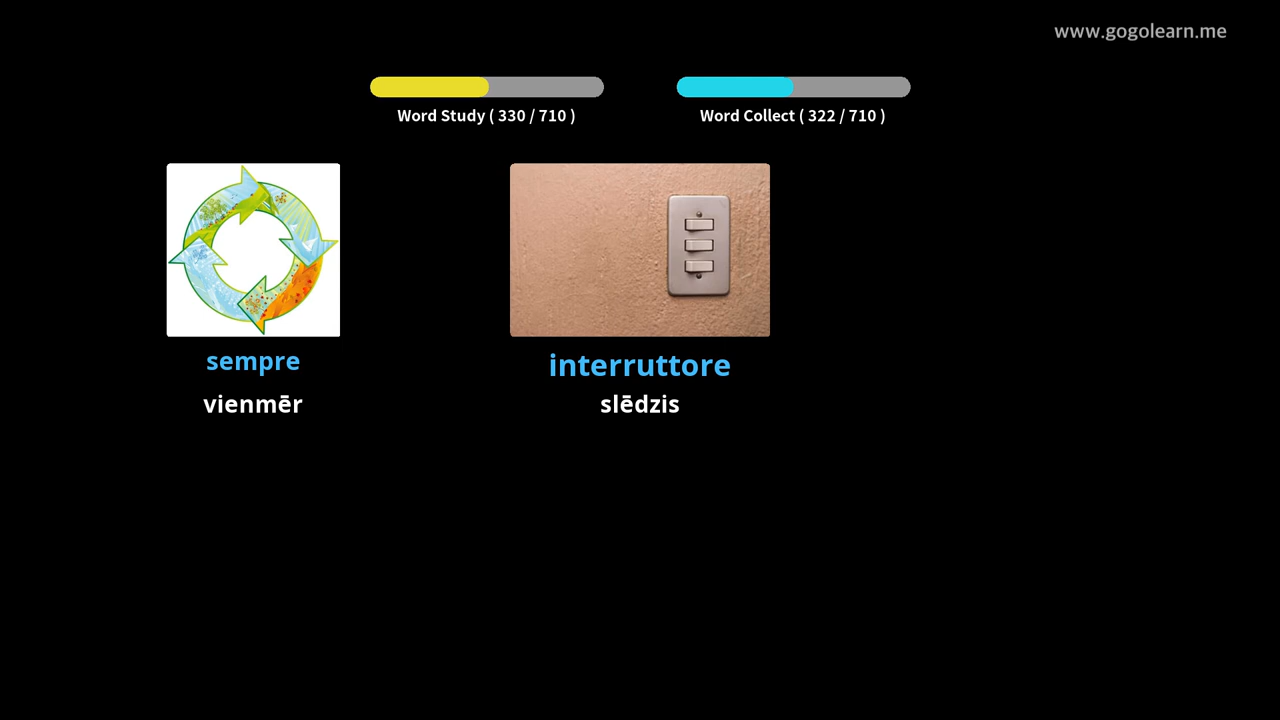 www.gogolearn.me
Word Study ( 330 / 710 )
Word Collect ( 322 / 710 )
sempre
vienmēr
interruttore
slēdzis